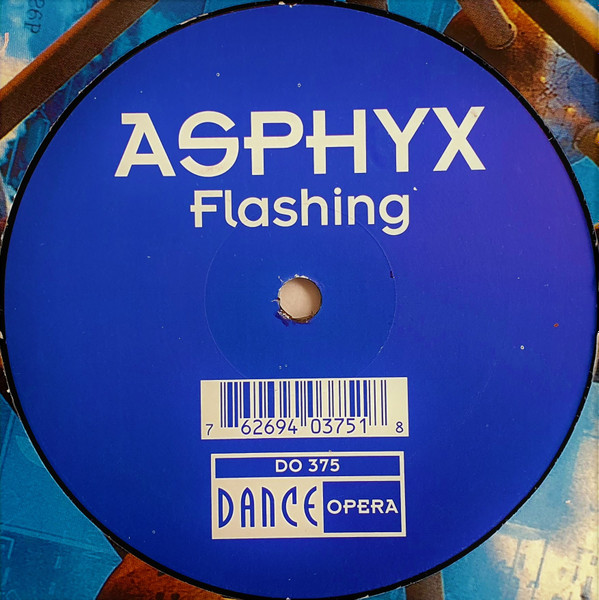 ASPHYX
Flashing
7 62694 03751 8
DO 375
DANCE OPERA